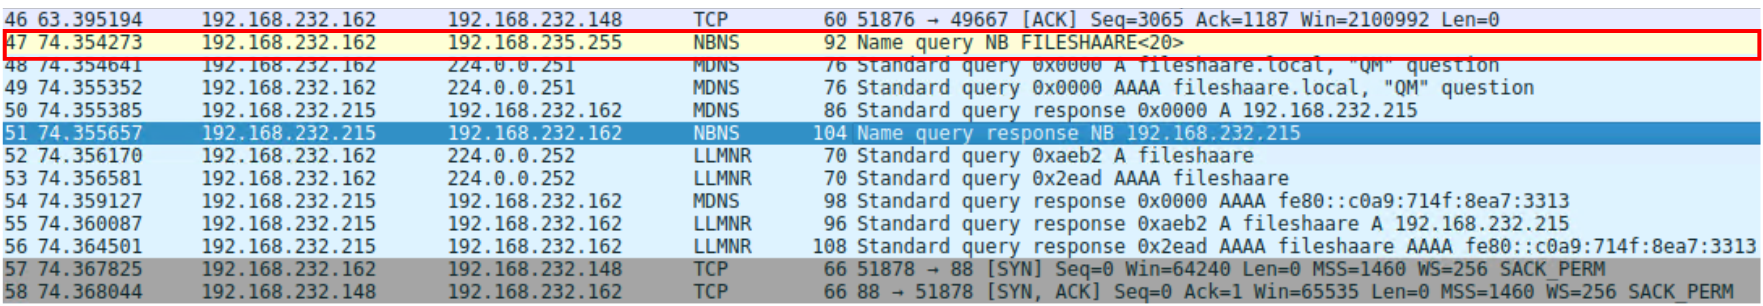 46 63.395194 192.168.232.162 192.168.232.148 TCP 60 51876 → 49667 [ACK] Seq=3065 Ack=1187 Win=2100992 Len=0
47 74.354273 192.168.232.162 192.168.235.255 NBNS 92 Name query NB FILESHAARE<20>
48 74.354641 192.168.232.162 224.0.0.251 MDNS 76 Standard query 0x0000 A fileshaare.local, "QM" question
49 74.355352 192.168.232.162 224.0.0.251 MDNS 76 Standard query 0x0000 AAAA fileshaare.local, "QM" question
50 74.355385 192.168.232.215 192.168.232.162 MDNS 86 Standard query response 0x0000 A 192.168.232.215
51 74.355657 192.168.232.215 192.168.232.162 NBNS 104 Name query response NB 192.168.232.215
52 74.356170 192.168.232.162 224.0.0.252 LLMNR 70 Standard query 0xaeb2 A fileshaare
53 74.356581 192.168.232.162 224.0.0.252 LLMNR 70 Standard query 0x2ead AAAA fileshaare
54 74.359127 192.168.232.215 192.168.232.162 MDNS 98 Standard query response 0x0000 AAAA fe80::c0a9:714f:8ea7:3313
55 74.360087 192.168.232.215 192.168.232.162 LLMNR 96 Standard query response 0xaeb2 A fileshaare A 192.168.232.215
56 74.364501 192.168.232.215 192.168.232.162 LLMNR 108 Standard query response 0x2ead AAAA fileshaare AAAA fe80::c0a9:714f:8ea7:3313
57 74.367825 192.168.232.162 192.168.232.148 TCP 66 51878 → 88 [SYN] Seq=0 Win=64240 Len=0 MSS=1460 WS=256 SACK_PERM
58 74.368044 192.168.232.148 192.168.232.162 TCP 66 88 → 51878 [SYN, ACK] Seq=0 Ack=1 Win=65535 Len=0 MSS=1460 WS=256 SACK_PERM